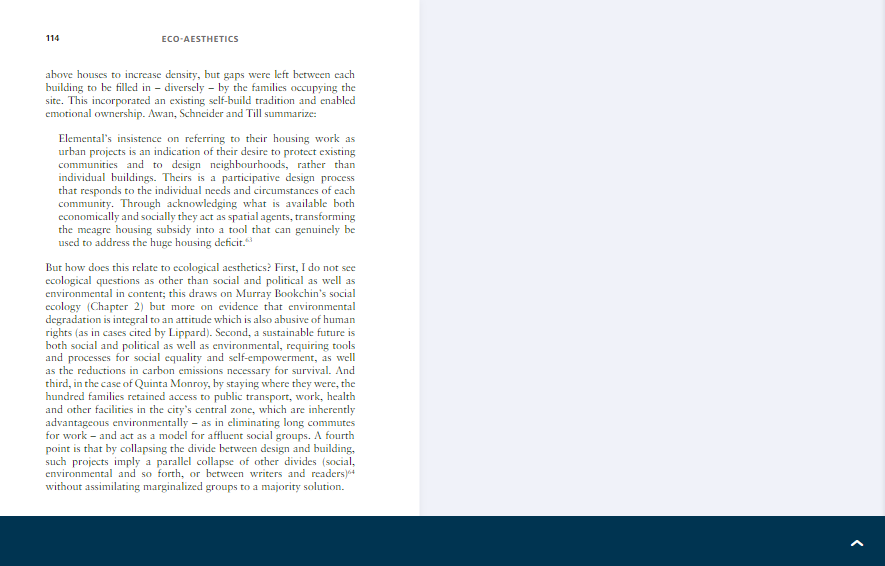 114
ECO-AESTHETICS
above houses to increase density, but gaps were left between each
building to be filled in – diversely – by the families occupying the
site. This incorporated an existing self-build tradition and enabled
emotional ownership. Awan, Schneider and Till summarize:
Elemental’s insistence on referring to their housing work as
urban projects is an indication of their desire to protect existing
communities and to design neighbourhoods, rather than
individual buildings. Theirs is a participative design process
that responds to the individual needs and circumstances of each
community. Through acknowledging what is available both
economically and socially they act as spatial agents, transforming
the meagre housing subsidy into a tool that can genuinely be
used to address the huge housing deficit.⁶³
But how does this relate to ecological aesthetics? First, I do not see
ecological questions as other than social and political as well as
environmental in content; this draws on Murray Bookchin’s social
ecology (Chapter 2) but more on evidence that environmental
degradation is integral to an attitude which is also abusive of human
rights (as in cases cited by Lippard). Second, a sustainable future is
both social and political as well as environmental, requiring tools
and processes for social equality and self-empowerment, as well
as the reductions in carbon emissions necessary for survival. And
third, in the case of Quinta Monroy, by staying where they were, the
hundred families retained access to public transport, work, health
and other facilities in the city’s central zone, which are inherently
advantageous environmentally – as in eliminating long commutes
for work – and act as a model for affluent social groups. A fourth
point is that by collapsing the divide between design and building,
such projects imply a parallel collapse of other divides (social,
environmental and so forth, or between writers and readers)⁶⁴
without assimilating marginalized groups to a majority solution.